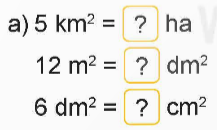 a) 5 km² = ? ha
12 m² = ? dm²
6 dm² = ? cm²